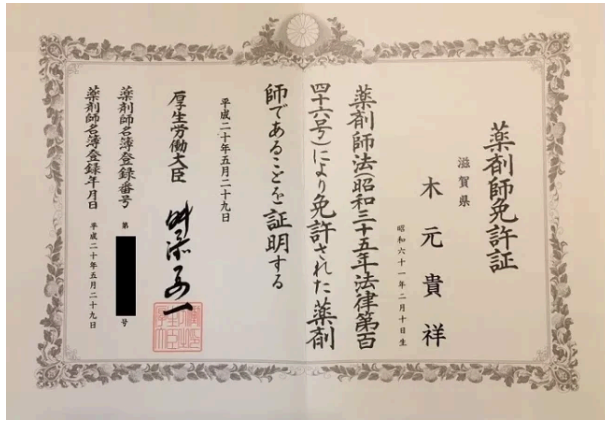 薬剤師免許証
滋賀県
木元貴祥
昭和六十一年二月十日生
薬剤師法(昭和三十五年法律第百
四十六号)により免許された薬剤
師であることを証明する
平成二十年五月二十九日
厚生労働大臣 舛添要一
薬剤師名簿登録番号 第 号
薬剤師名簿登録年月日 平成二十年五月二十九日